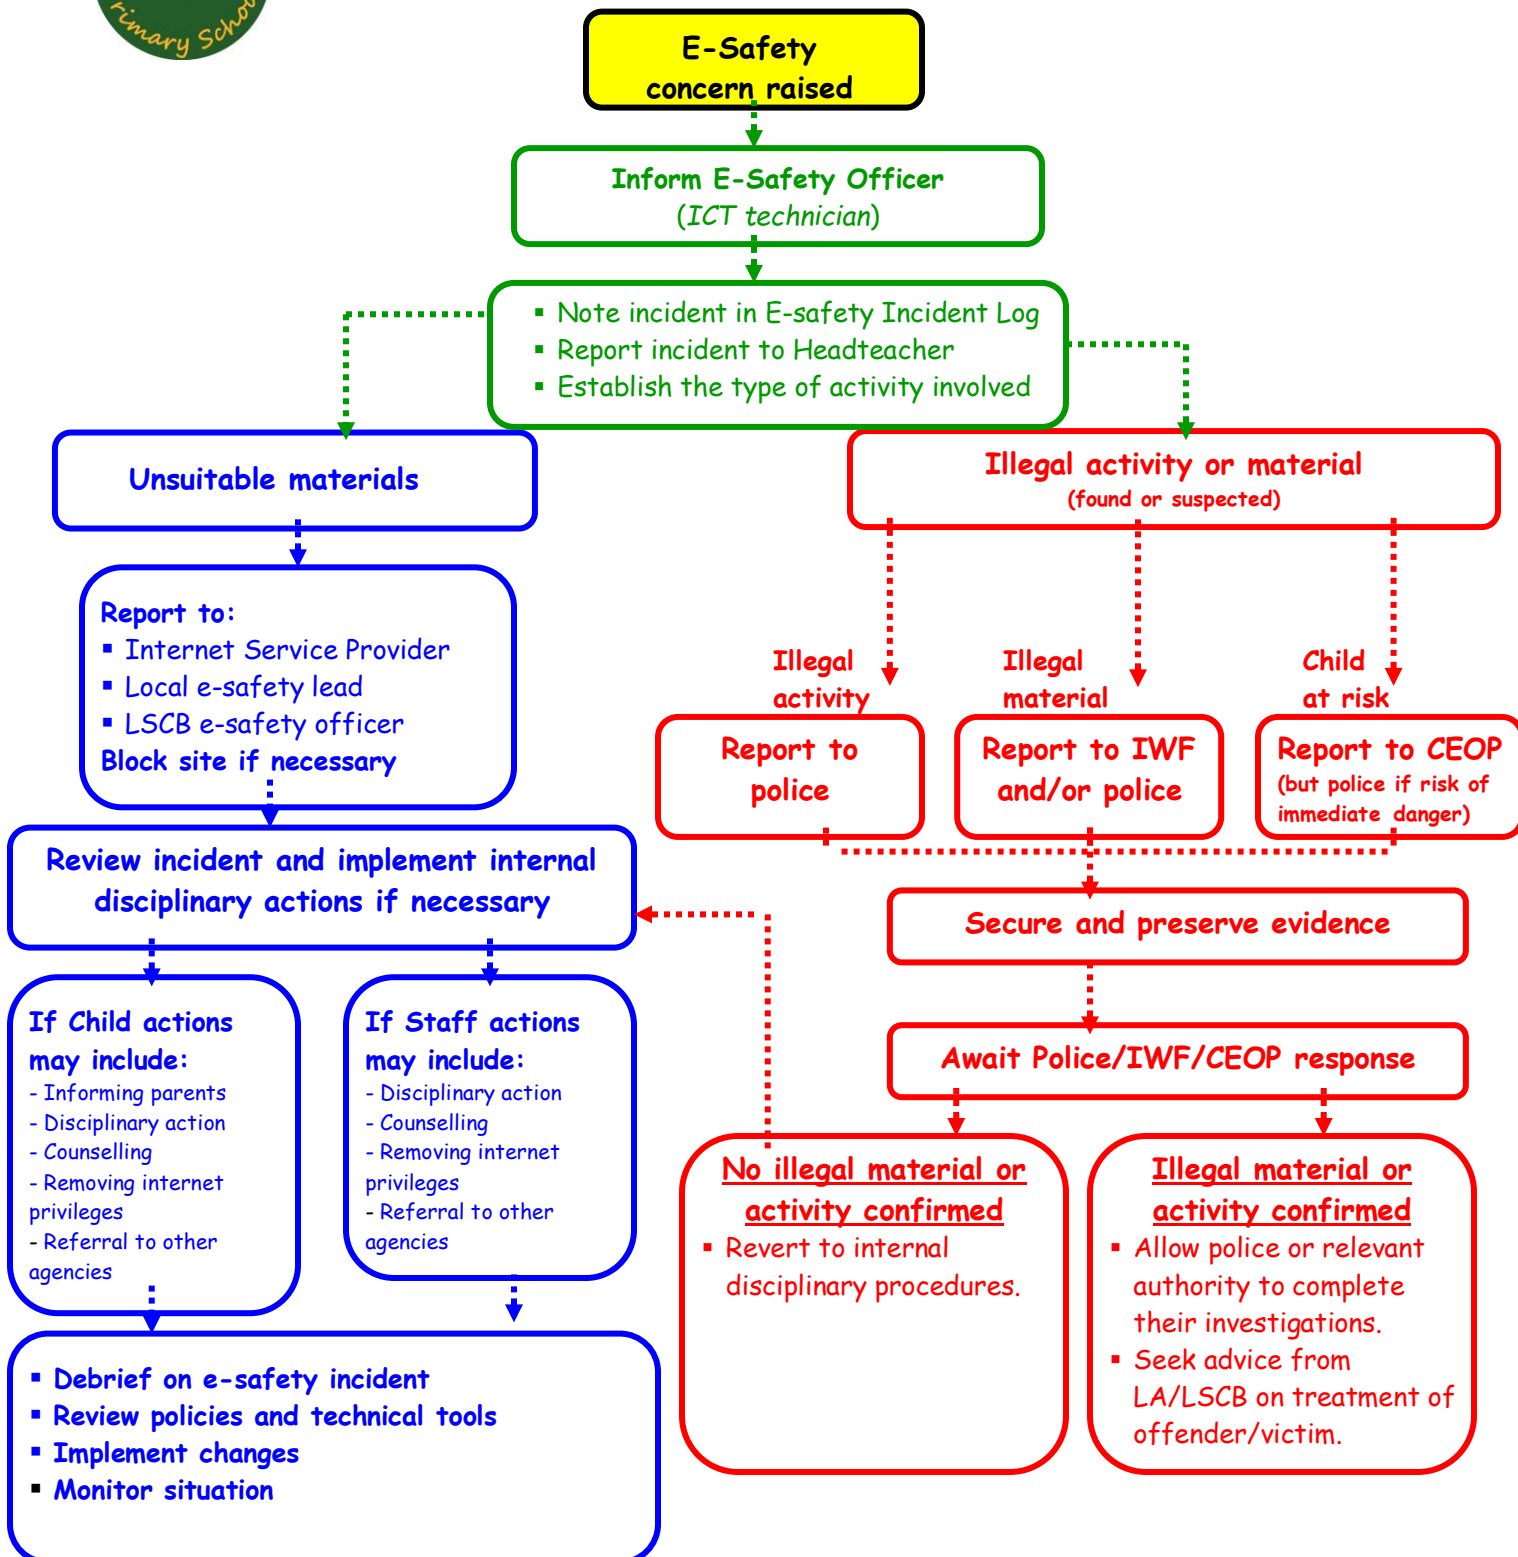 Primary School
E-Safety
concern raised
Inform E-Safety Officer
(ICT technician)
▪ Note incident in E-safety Incident Log
▪ Report incident to Headteacher
▪ Establish the type of activity involved
Unsuitable materials
Illegal activity or material
(found or suspected)
Report to:
▪ Internet Service Provider
▪ Local e-safety lead
▪ LSCB e-safety officer
Block site if necessary
Illegal
activity
Illegal
material
Child
at risk
Report to
police
Report to IWF
and/or police
Report to CEOP
(but police if risk of
immediate danger)
Review incident and implement internal
disciplinary actions if necessary
Secure and preserve evidence
Await Police/IWF/CEOP response
If Child actions
may include:
- Informing parents
- Disciplinary action
- Counselling
- Removing internet
privileges
- Referral to other
agencies
If Staff actions
may include:
- Disciplinary action
- Counselling
- Removing internet
privileges
- Referral to other
agencies
No illegal material or
activity confirmed
▪ Revert to internal
disciplinary procedures.
Illegal material or
activity confirmed
▪ Allow police or relevant
authority to complete
their investigations.
▪ Seek advice from
LA/LSCB on treatment of
offender/victim.
▪ Debrief on e-safety incident
▪ Review policies and technical tools
▪ Implement changes
▪ Monitor situation